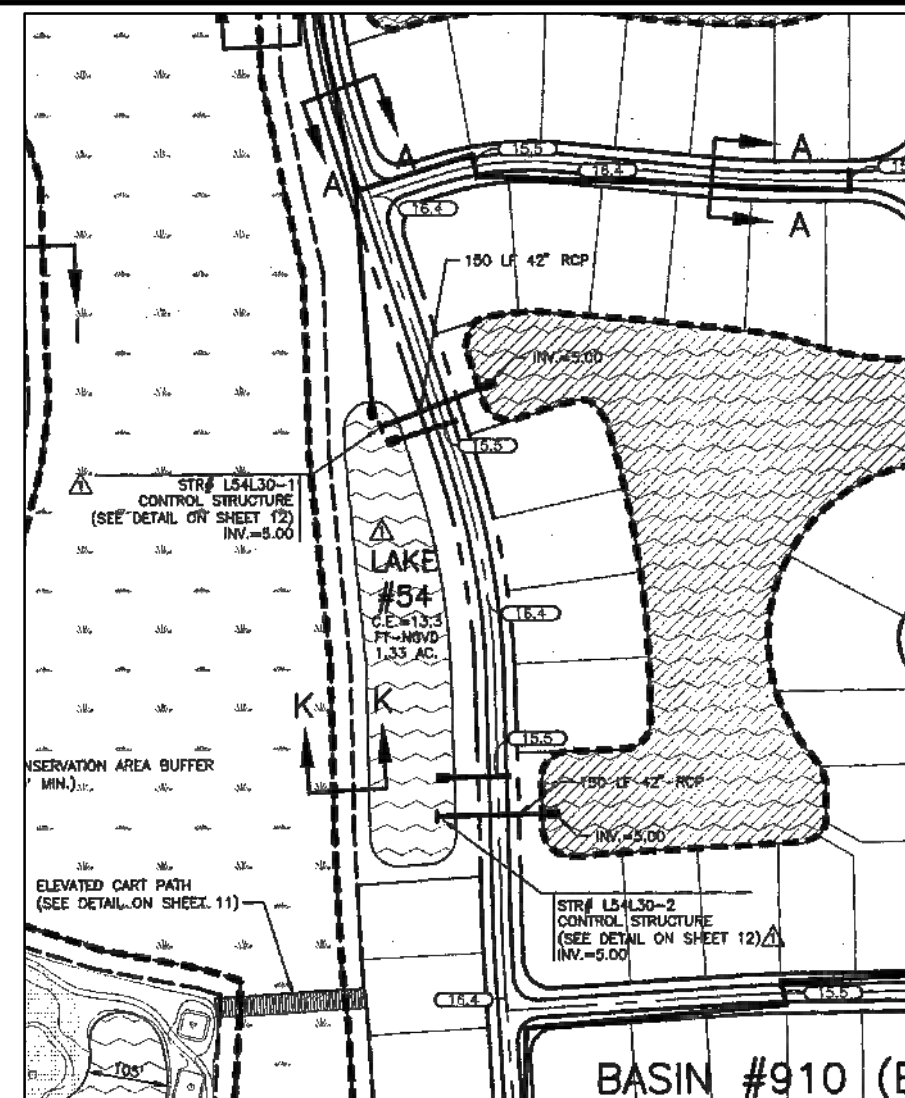 15.5
A
16.4
15
A
A
16.4
A
150 LF 42" RCP
INV.=5.00
15.5
1
STR# L54L30-1
CONTROL STRUCTURE
(SEE DETAIL ON SHEET 12)
INV.=5.00
1
LAKE
#54
C.E.=13.3
FT-NGVD
1.33 AC.
16.4
K
K
15.5
NSERVATION AREA BUFFER
' MIN.)
150 LF 42" RCP
INV.=5.00
ELEVATED CART PATH
(SEE DETAIL ON SHEET 11)
STR# L54L30-2
CONTROL STRUCTURE
(SEE DETAIL ON SHEET 12) 1
INV.=5.00
16.4
15.5
105'
BASIN #910 (E